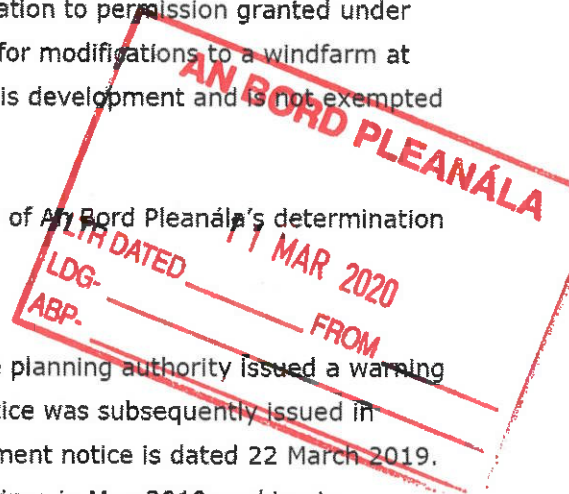 ation to permission granted under
for modifications to a windfarm at
is development and is not exempted
AN BORD PLEANÁLA
of An Bord Pleanála's determination
LTR DATED FROM
11 MAR 2020
LDG-
ABP-
planning authority issued a warning
tice was subsequently issued in
ment notice is dated 22 March 2019.